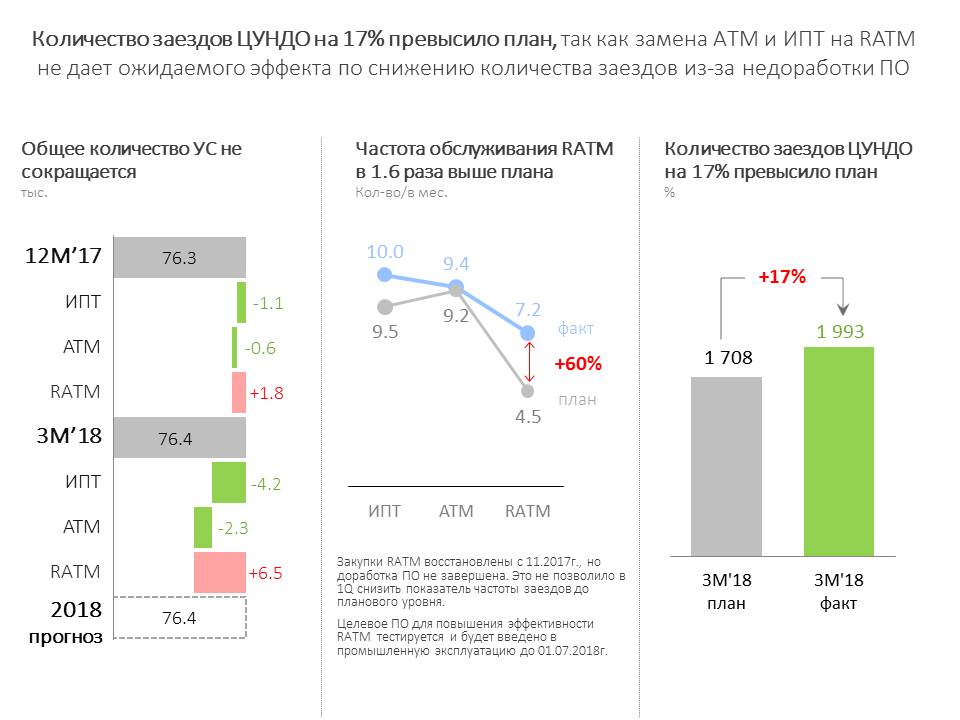 Количество заездов ЦУНДО на 17% превысило план, так как замена АТМ и ИПТ на RATM
не дает ожидаемого эффекта по снижению количества заездов из-за недоработки ПО
Общее количество УС не
сокращается
тыс.
12М’17
76.3
ИПТ
-1.1
АТМ
-0.6
RATM
+1.8
3М’18
76.4
ИПТ
-4.2
АТМ
-2.3
RATM
+6.5
2018
прогноз
76.4
Частота обслуживания RATM
в 1.6 раза выше плана
Кол-во/в мес.
10.0
9.4
7.2
9.5
9.2
факт
+60%
план
4.5
ИПТ
АТМ
RATM
Закупки RATM восстановлены с 11.2017г., но
доработка ПО не завершена. Это не позволило в
1Q снизить показатель частоты заездов до
планового уровня.
Целевое ПО для повышения эффективности
RATM тестируется и будет введено в
промышленную эксплуатацию до 01.07.2018г.
Количество заездов ЦУНДО
на 17% превысило план
%
+17%
1 708
1 993
3М'18
план
3М'18
факт